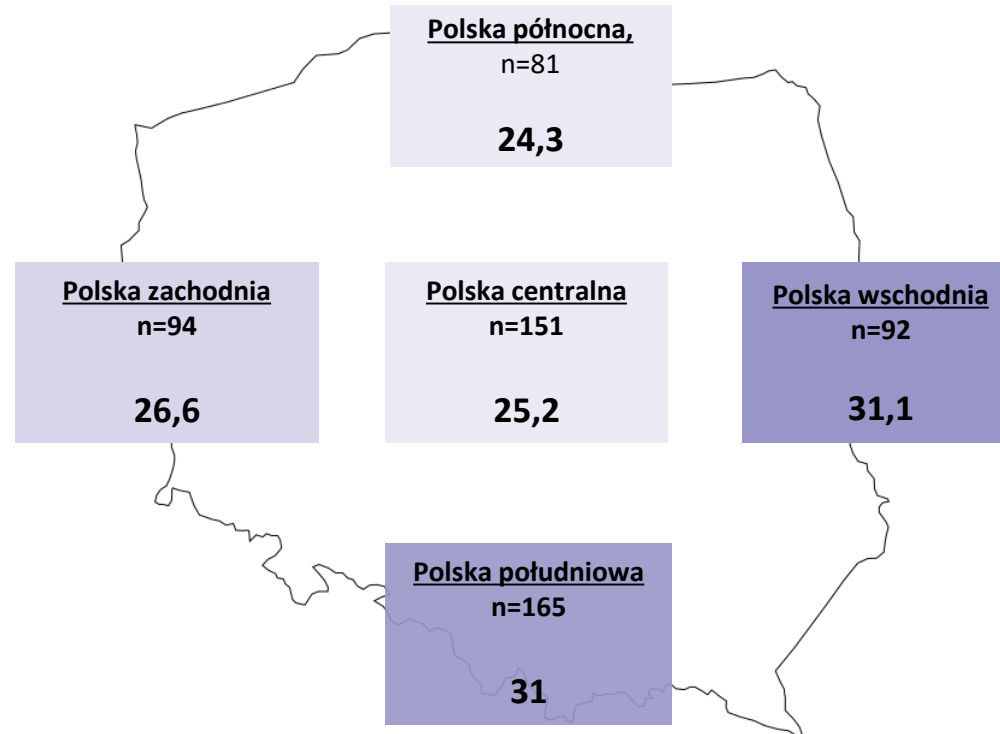 Polska północna,
n=81
24,3
Polska zachodnia
n=94
26,6
Polska centralna
n=151
25,2
Polska wschodnia
n=92
31,1
Polska południowa
n=165
31